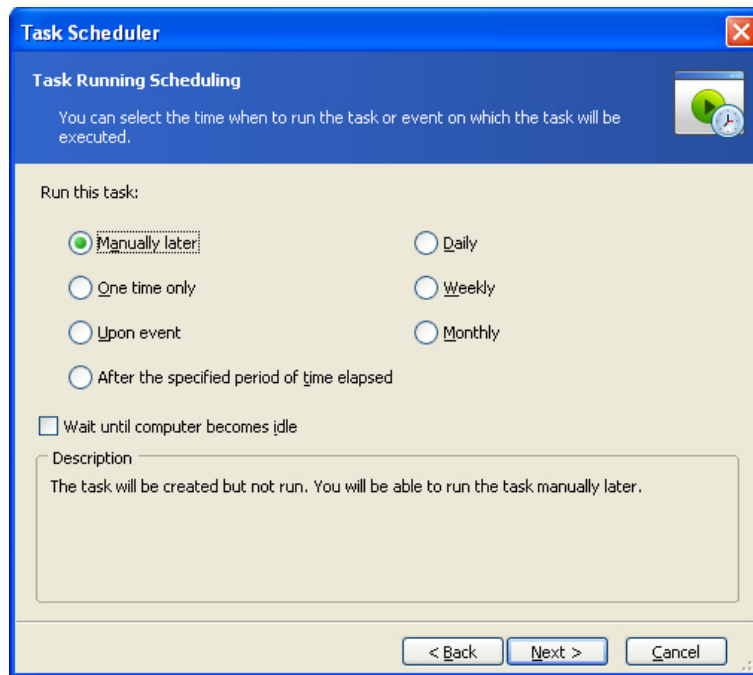 Task Scheduler
Task Running Scheduling
You can select the time when to run the task or event on which the task will be
executed.
Run this task:
Manually later
Daily
One time only
Weekly
Upon event
Monthly
After the specified period of time elapsed
Wait until computer becomes idle
Description
The task will be created but not run. You will be able to run the task manually later.
< Back
Next >
Cancel